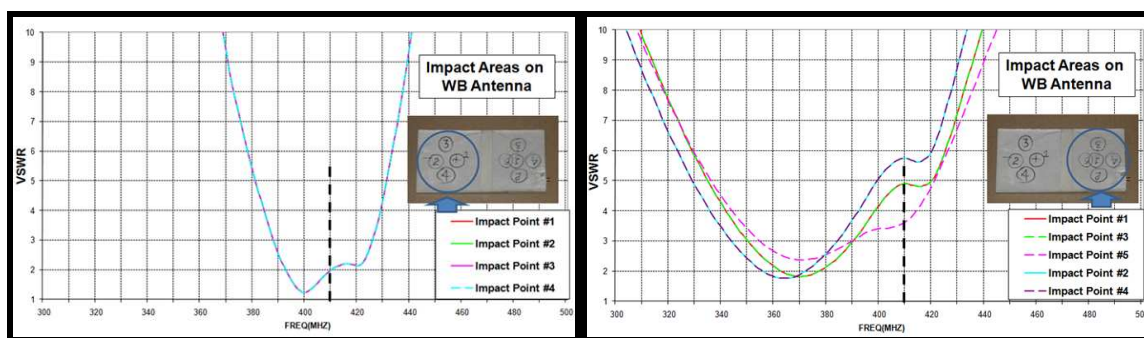 10
9
8
7
6
5
4
3
2
1
VSWR
300 320 340 360 380 400 420 440 460 480 500
FREQ(MHZ)
Impact Areas on
WB Antenna
3
2
1
4
Impact Point #1
Impact Point #2
Impact Point #3
Impact Point #4
10
9
8
7
6
5
4
3
2
1
VSWR
300 320 340 360 380 400 420 440 460 480
FREQ(MHZ)
Impact Areas on
WB Antenna
3
2
1
4
Impact Point #1
Impact Point #3
Impact Point #5
Impact Point #2
Impact Point #4